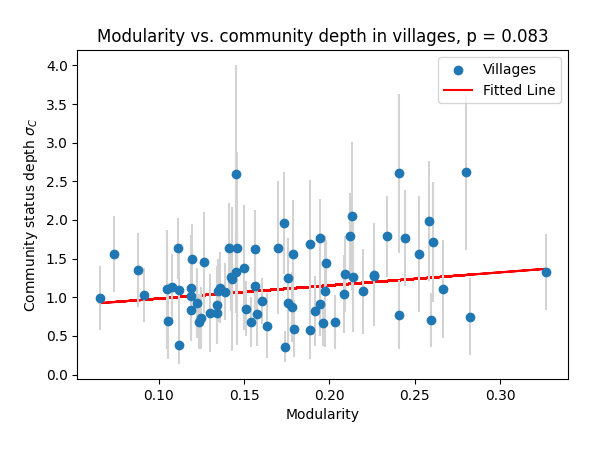 Modularity vs. community depth in villages, p = 0.083
Villages
Fitted Line
Community status depth σ_C
4.0
3.5
3.0
2.5
2.0
1.5
1.0
0.5
0.0
0.10 0.15 0.20 0.25 0.30
Modularity